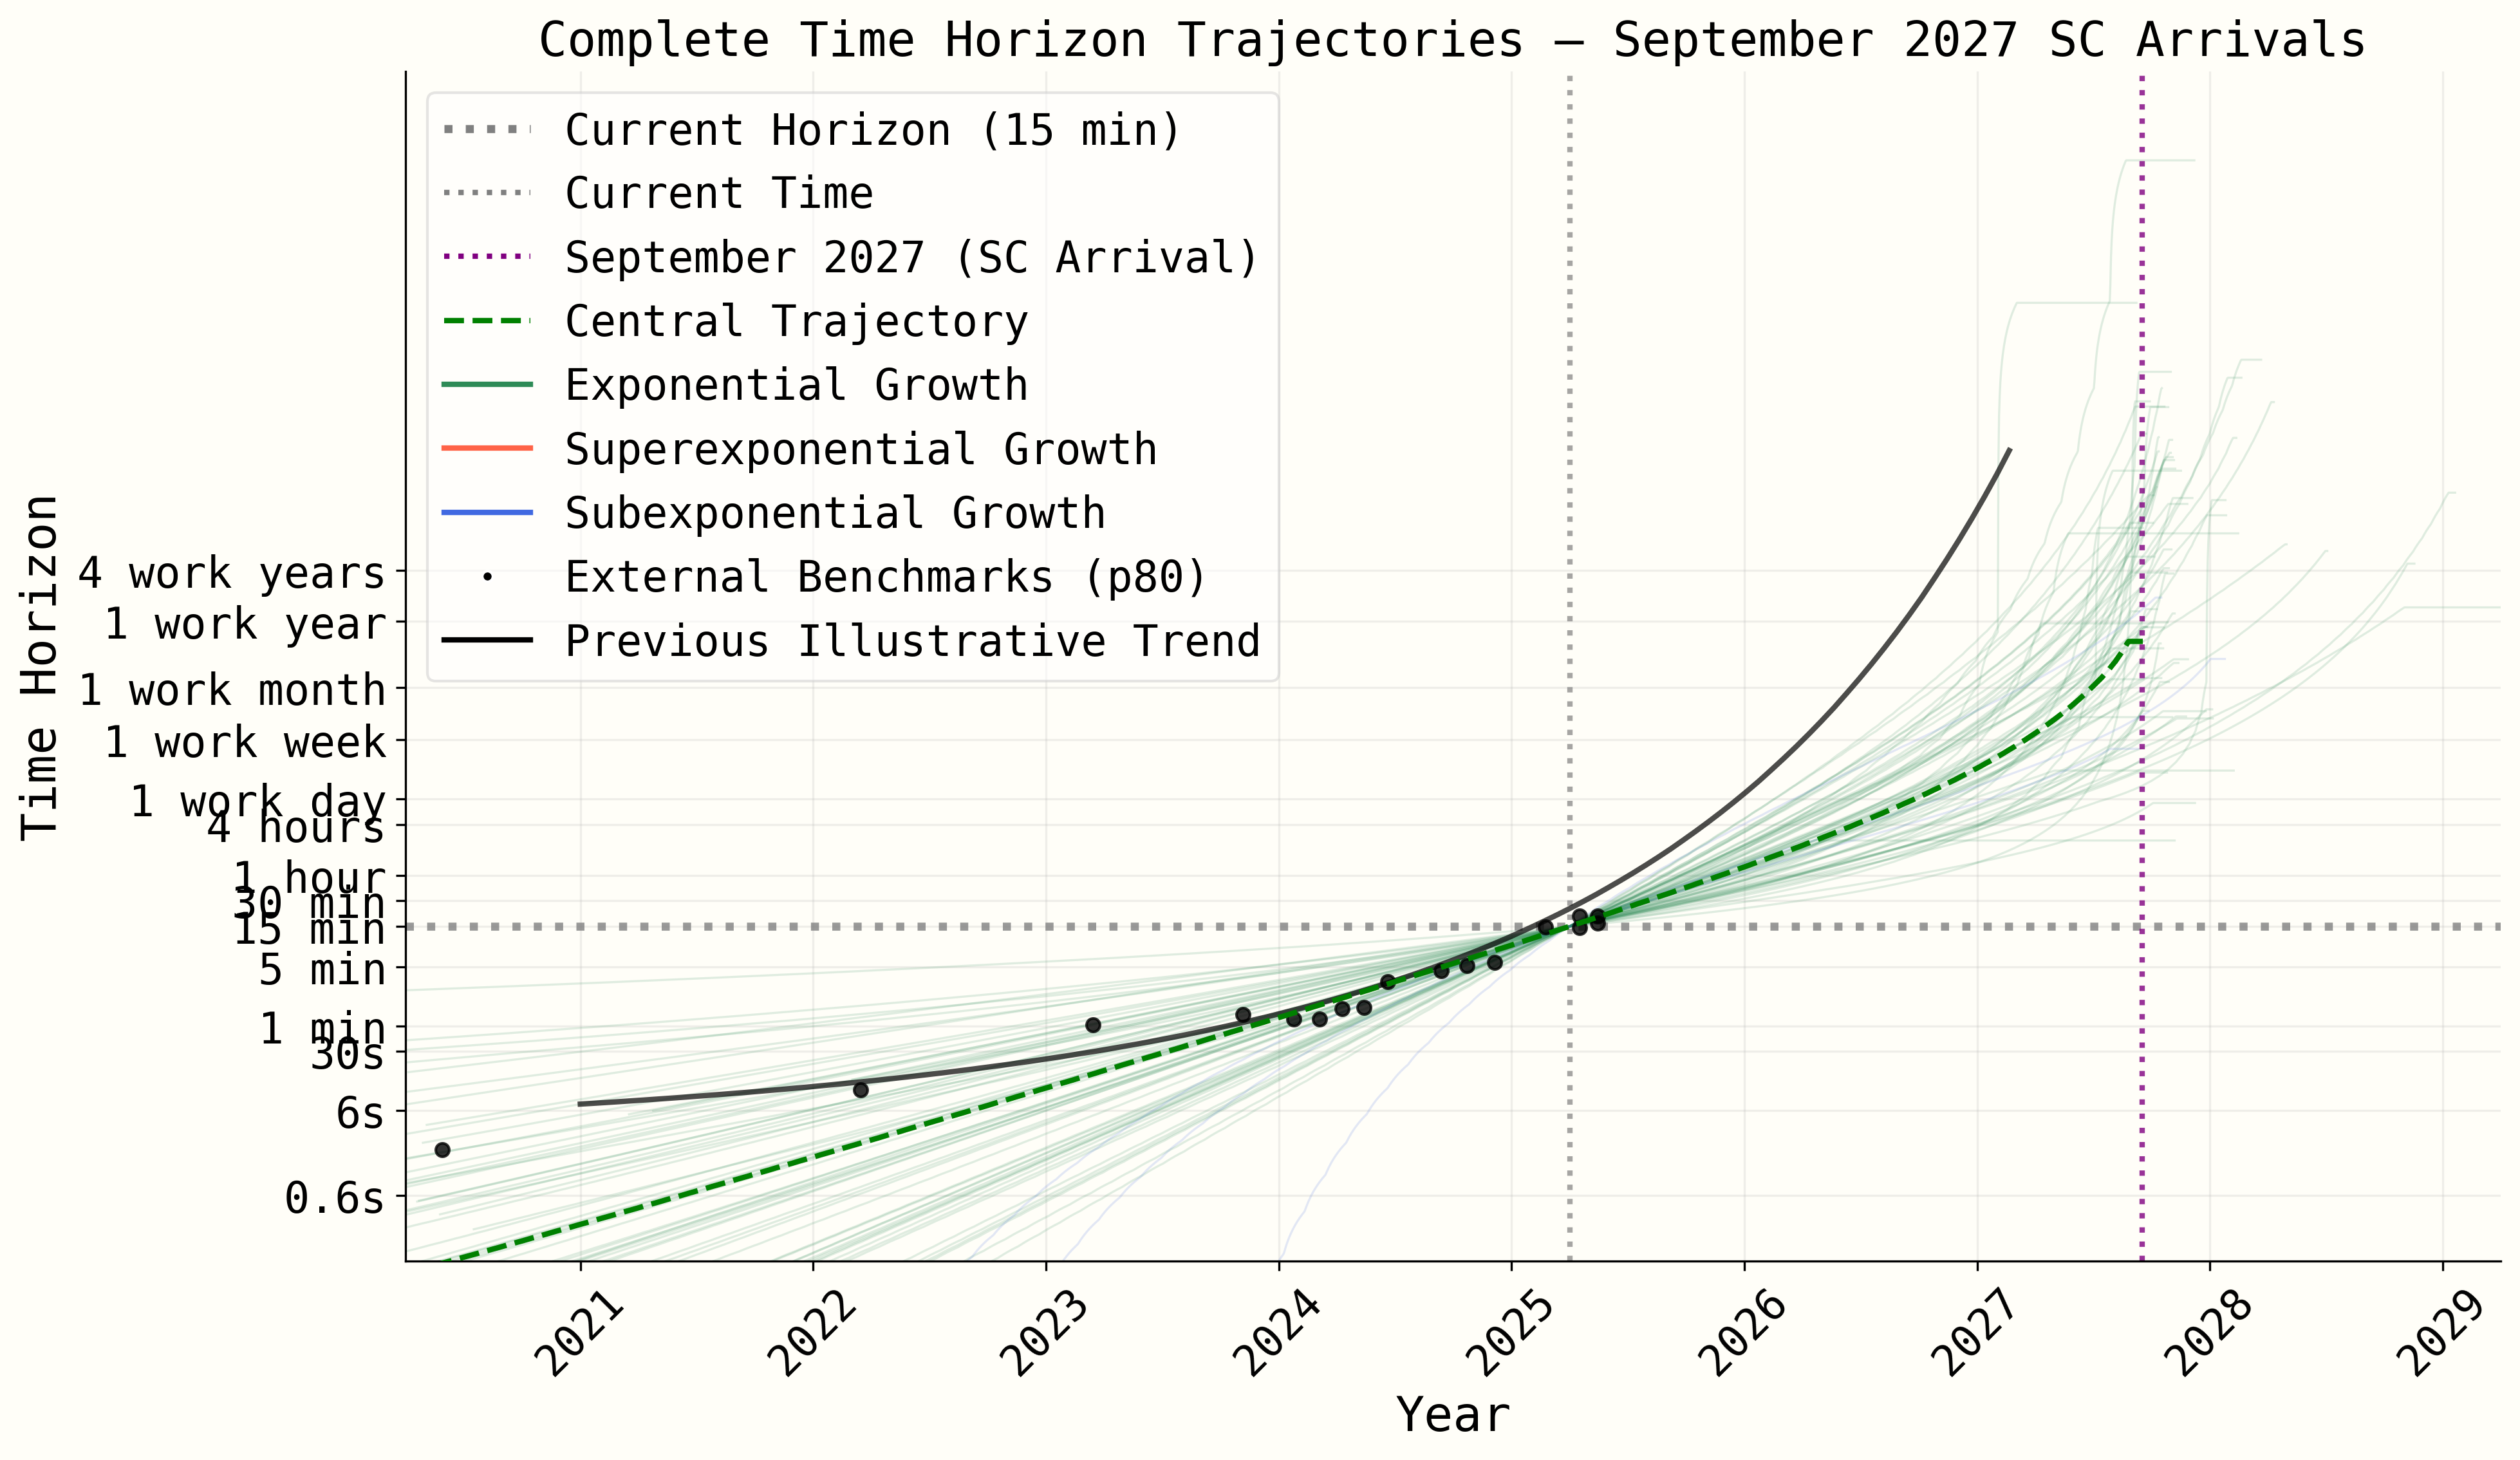 Complete Time Horizon Trajectories — September 2027 SC Arrivals
Current Horizon (15 min)
Current Time
September 2027 (SC Arrival)
Central Trajectory
Exponential Growth
Superexponential Growth
Subexponential Growth
External Benchmarks (p80)
Previous Illustrative Trend
Time Horizon
4 work years
1 work year
1 work month
1 work week
1 work day
4 hours
1 hour
30 min
15 min
5 min
1 min
30s
6s
0.6s
2021 2022 2023 2024 2025 2026 2027 2028 2029
Year